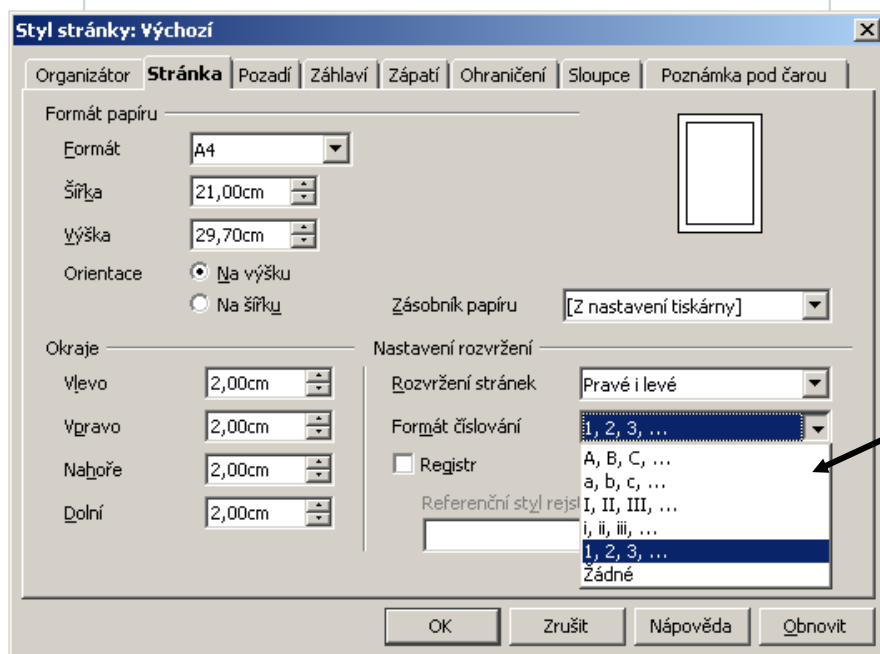 Styl stránky: Výchozí
Organizátor Stránka Pozadí Záhlaví Zápatí Ohraničení Sloupce Poznámka pod čarou
Formát papíru
Formát A4
Šířka 21,00cm
Výška 29,70cm
Orientace Na výšku
Na šířku Zásobník papíru [Z nastavení tiskárny]
Okraje Nastavení rozvržení
Vlevo 2,00cm Rozvržení stránek Pravé i levé
Vpravo 2,00cm Formát číslování 1, 2, 3, ...
Nahoře 2,00cm Registr
Dolní 2,00cm Referenční styl
A, B, C, ...
a, b, c, ...
I, II, III, ...
i, ii, iii, ...
1, 2, 3, ...
Žádné
OK Zrušit Nápověda Obnovit